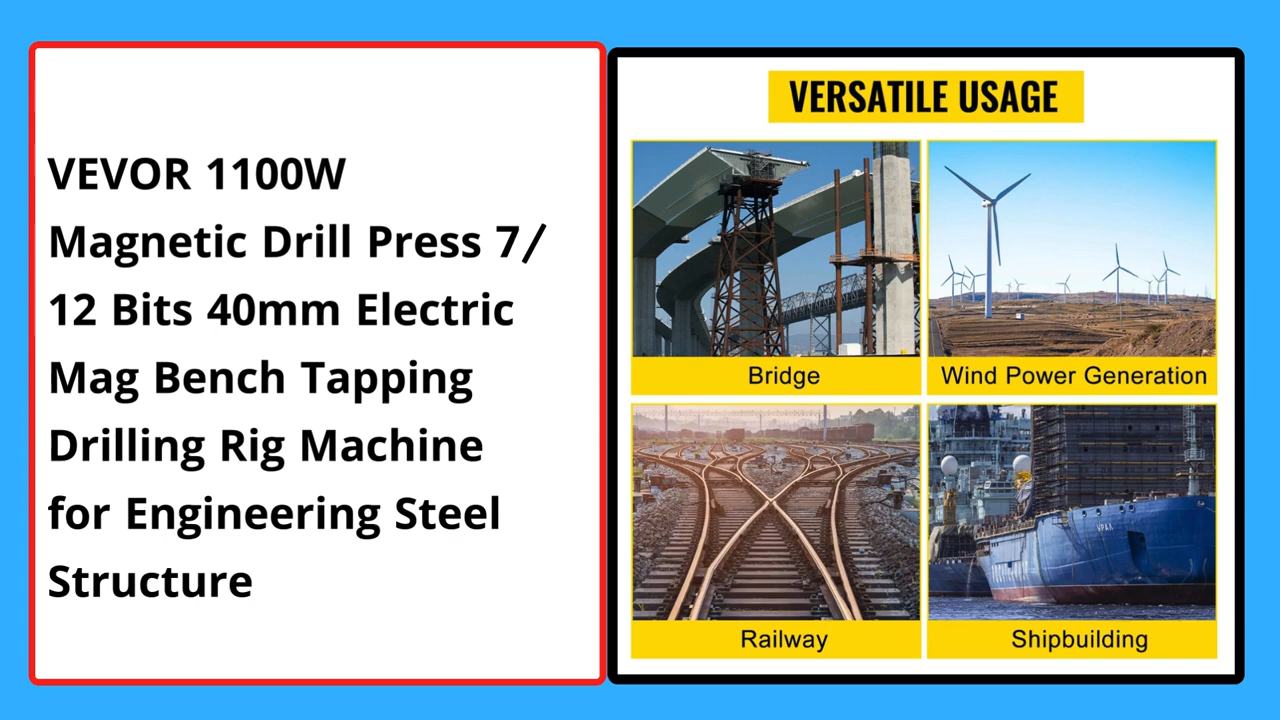 VEVOR 1100W
Magnetic Drill Press 7/
12 Bits 40mm Electric
Mag Bench Tapping
Drilling Rig Machine
for Engineering Steel
Structure
VERSATILE USAGE
Bridge
Wind Power Generation
Railway
Shipbuilding
УРАЛ